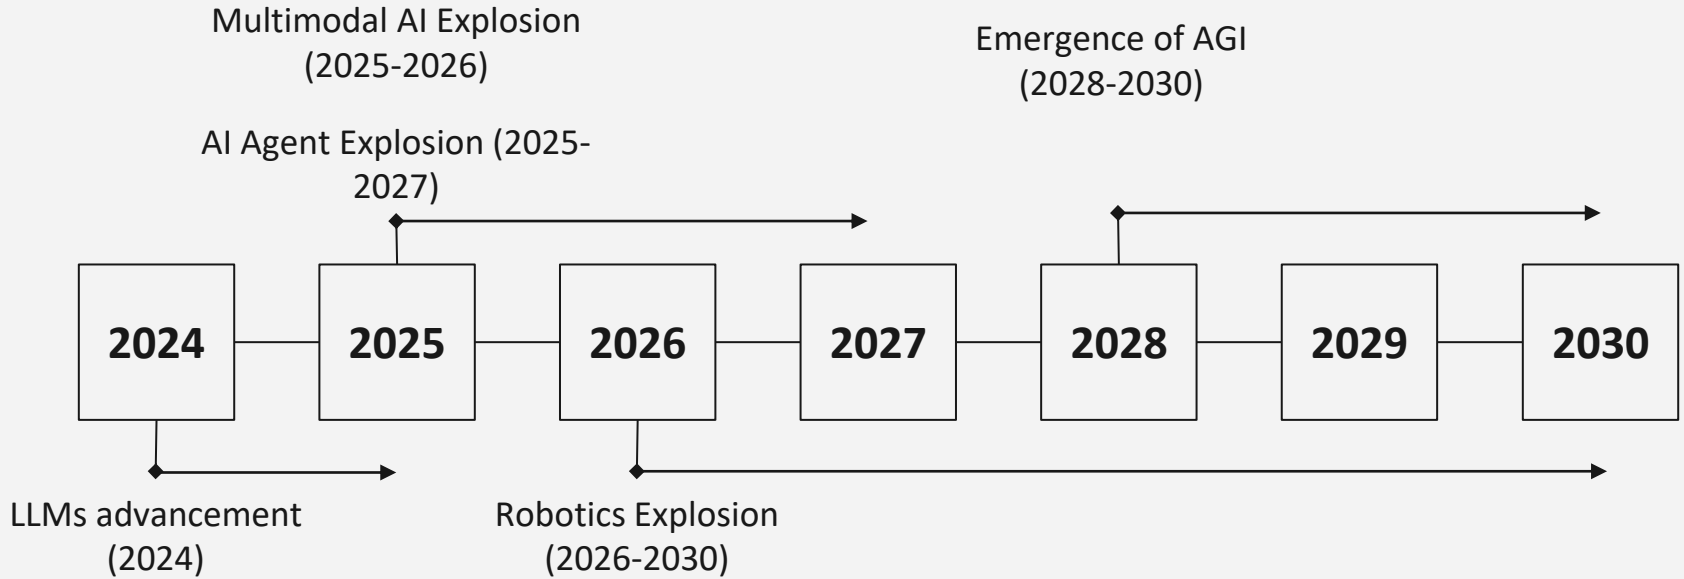 Multimodal AI Explosion
(2025-2026)
Emergence of AGI
(2028-2030)
AI Agent Explosion (2025-
2027)
2024
2025
2026
2027
2028
2029
2030
LLMs advancement
(2024)
Robotics Explosion
(2026-2030)